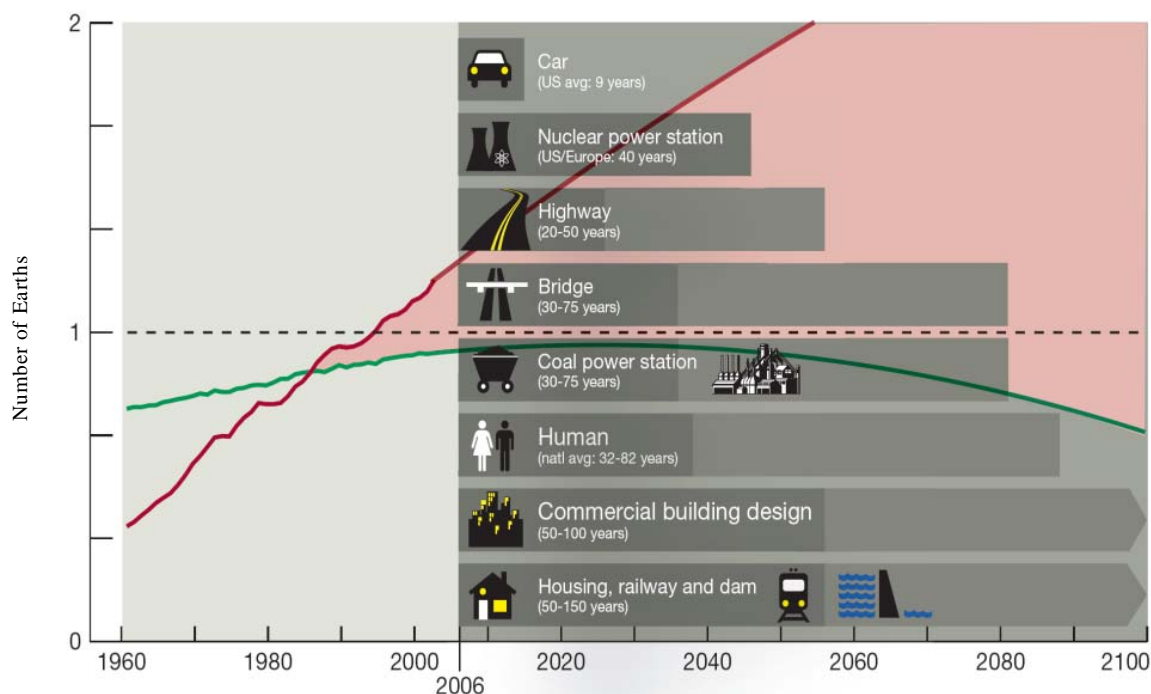 2
Car
(US avg: 9 years)
Nuclear power station
(US/Europe: 40 years)
Highway
(20-50 years)
Bridge
(30-75 years)
Number of Earths
1
Coal power station
(30-75 years)
Human
(natl avg: 32-82 years)
Commercial building design
(50-100 years)
Housing, railway and dam
(50-150 years)
0
1960 1980 2000 2020 2040 2060 2080 2100
2006